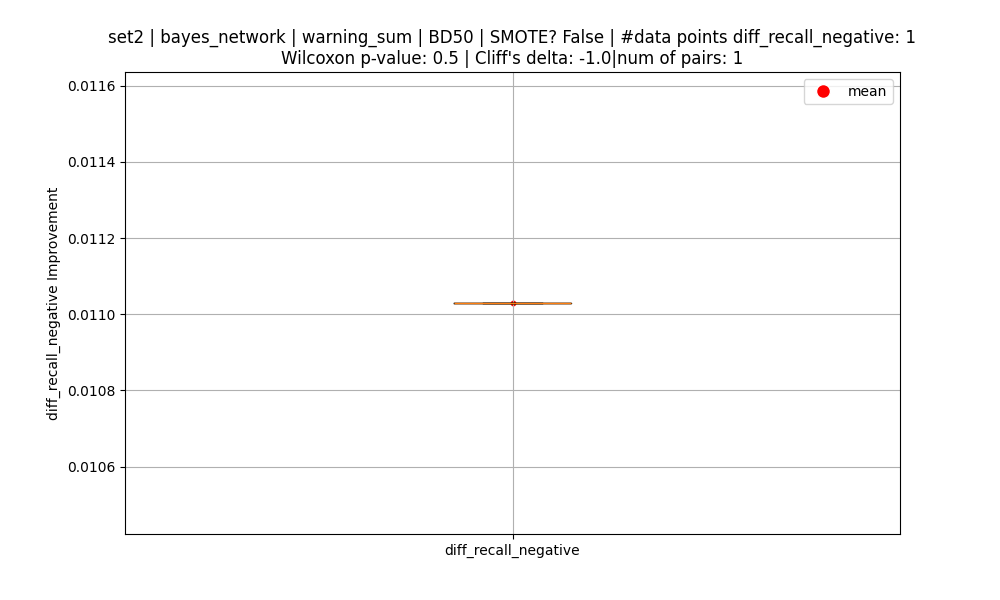 set2 | bayes_network | warning_sum | BD50 | SMOTE? False | #data points diff_recall_negative: 1
Wilcoxon p-value: 0.5 | Cliff's delta: -1.0|num of pairs: 1
mean
0.0116
0.0114
0.0112
0.0110
0.0108
0.0106
diff_recall_negative Improvement
diff_recall_negative